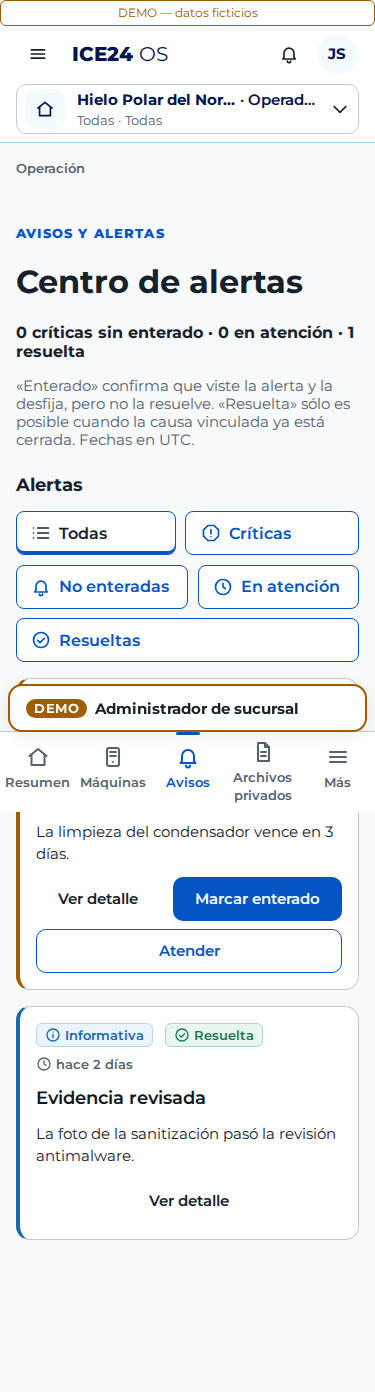 DEMO — datos ficticios
ICE24 OS
JS
Hielo Polar del Nor... · Operad...
Todas · Todas
Operación
AVISOS Y ALERTAS
Centro de alertas
0 críticas sin enterado · 0 en atención · 1
resuelta
«Enterado» confirma que viste la alerta y la
desfija, pero no la resuelve. «Resuelta» sólo es
posible cuando la causa vinculada ya está
cerrada. Fechas en UTC.
Alertas
Todas
Críticas
No enteradas
En atención
Resueltas
DEMO Administrador de sucursal
Resumen
Máquinas
Avisos
Archivos
privados
Más
La limpieza del condensador vence en 3
días.
Ver detalle
Marcar enterado
Atender
Informativa
Resuelta
hace 2 días
Evidencia revisada
La foto de la sanitización pasó la revisión
antimalware.
Ver detalle